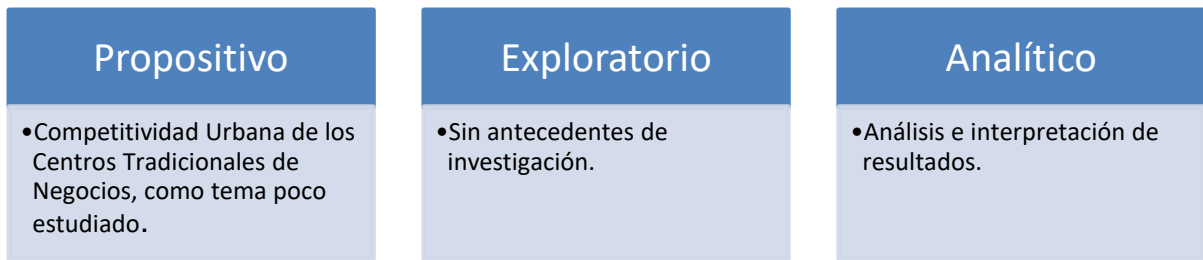 Propositivo
•Competitividad Urbana de los
Centros Tradicionales de
Negocios, como tema poco
estudiado.
Exploratorio
•Sin antecedentes de
investigación.
Analítico
•Análisis e interpretación de
resultados.